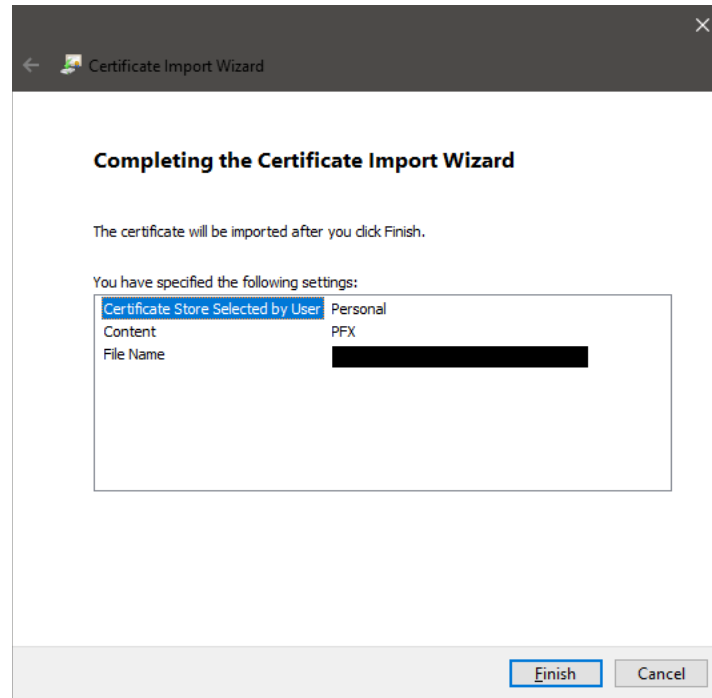 Certificate Import Wizard
Completing the Certificate Import Wizard
The certificate will be imported after you click Finish.
You have specified the following settings:
Certificate Store Selected by User Personal
Content PFX
File Name
Finish Cancel